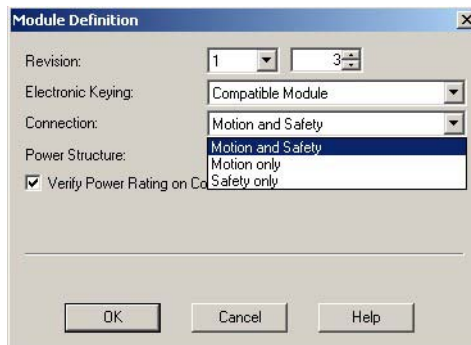 Module Definition
Revision: 1 3
Electronic Keying: Compatible Module
Connection: Motion and Safety
Power Structure: Motion and Safety
Motion only
Verify Power Rating on Co Safety only
OK Cancel Help